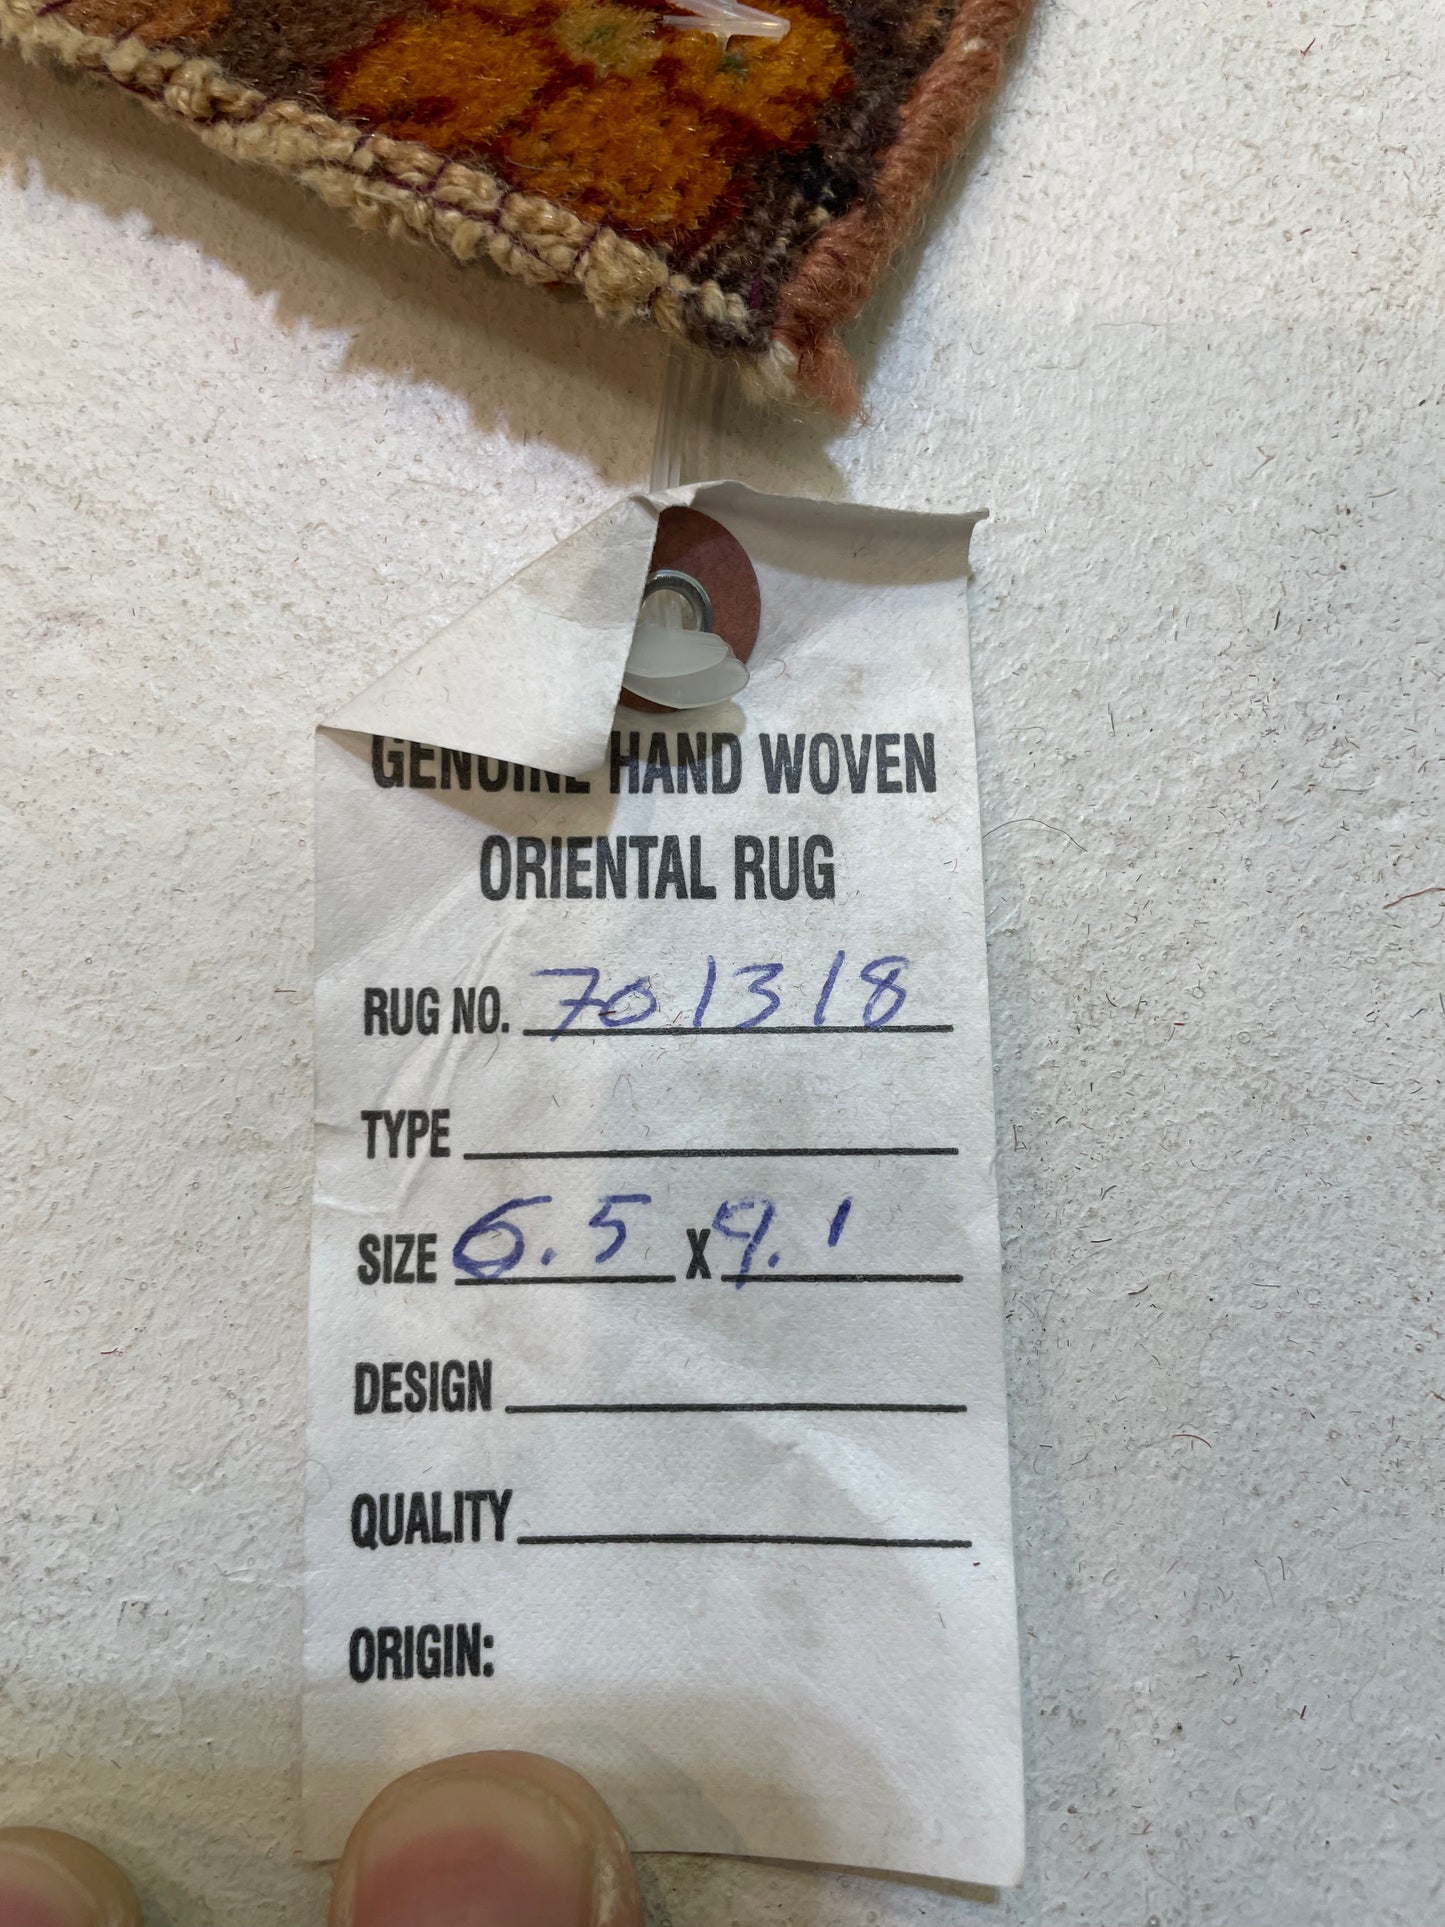 GENUINE HAND WOVEN
ORIENTAL RUG
RUG NO. 701318
TYPE
SIZE 6.5 X 9.1
DESIGN
QUALITY
ORIGIN: